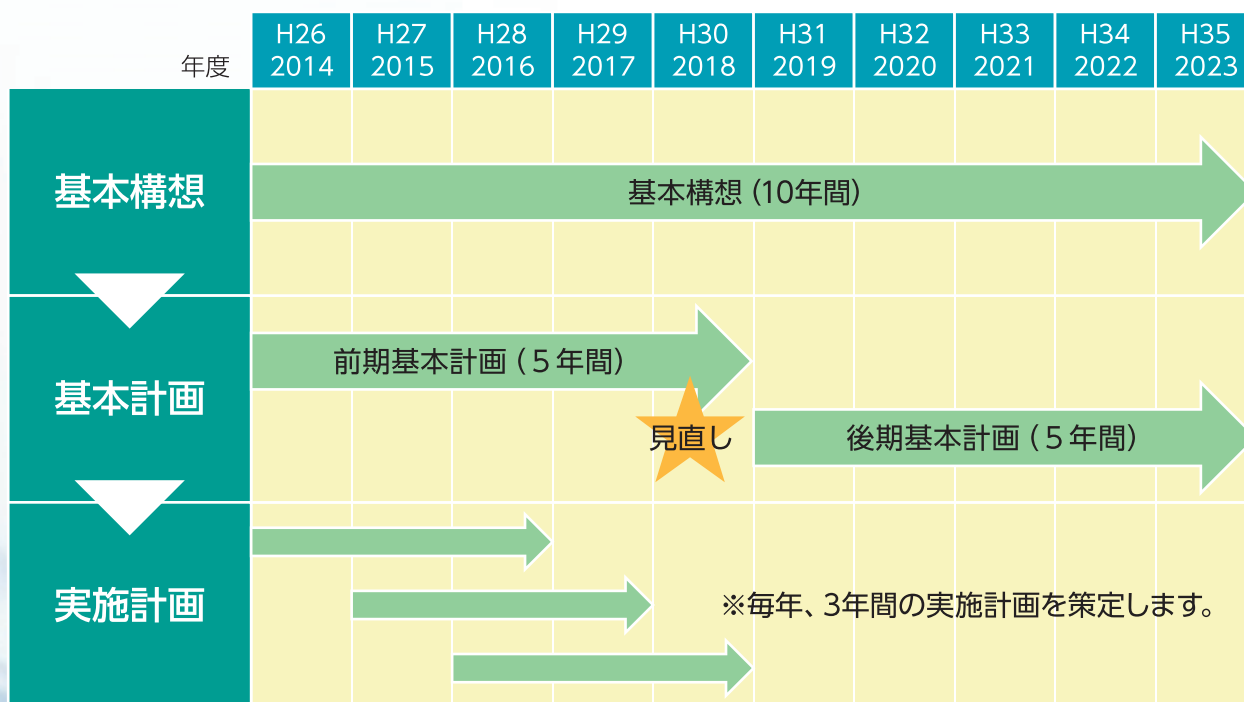 年度
H26 H27 H28 H29 H30 H31 H32 H33 H34 H35
2014 2015 2016 2017 2018 2019 2020 2021 2022 2023
基本構想
基本構想(10年間)
基本計画
前期基本計画(5年間)
見直し
後期基本計画(5年間)
実施計画
※毎年、3年間の実施計画を策定します。